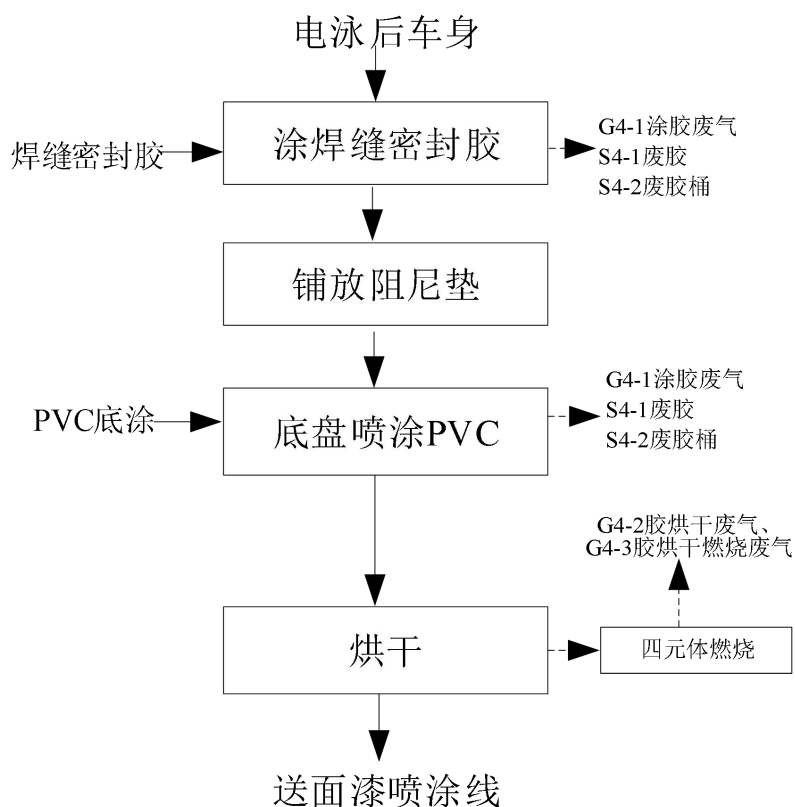 电泳后车身
涂焊缝密封胶
焊缝密封胶
G4-1涂胶废气
S4-1废胶
S4-2废胶桶
铺放阻尼垫
PVC底涂
底盘喷涂PVC
G4-1涂胶废气
S4-1废胶
S4-2废胶桶
G4-2胶烘干废气、
G4-3胶烘干燃烧废气
烘干
四元体燃烧
送面漆喷涂线